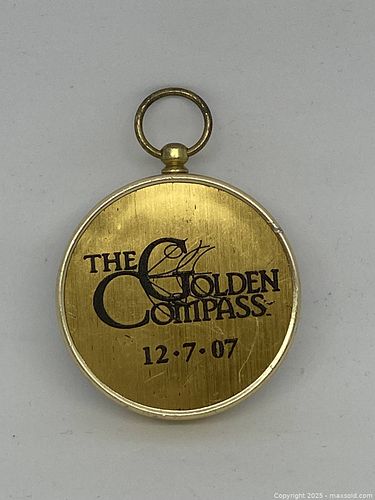 THE GOLDEN
COMPASS
12•7•07
Copyright 2025 - maxsold.com